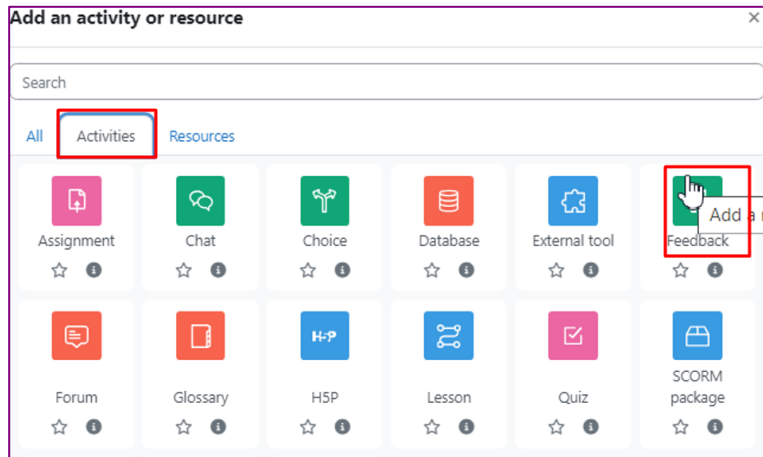 Add an activity or resource ×
Search
All Activities Resources
Add a
Assignment Chat Choice Database External tool Feedback
H-P
Forum Glossary H5P Lesson Quiz SCORM package